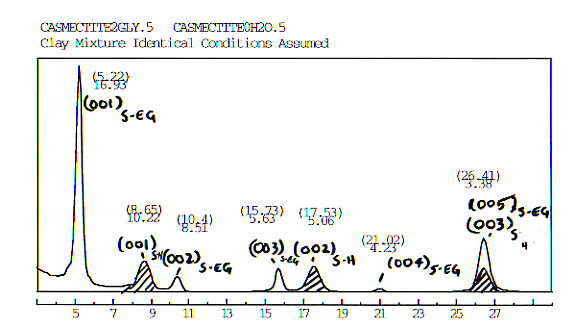 CASMECTITE2GLY.5 CASMECTITE0H2O.5
Clay Mixture Identical Conditions Assumed
(5.22)
16.93
(001) S-EG
(8.65)
10.22
(001) S-H
(10.4)
8.51
(002) S-EG
(15.73)
5.63
(003) S-EG
(17.53)
5.06
(002) S-H
(21.02)
4.23
(004) S-EG
(26.41)
3.38
(005) S-EG
(003) S-H
5 7 9 11 13 15 17 19 21 23 25 27